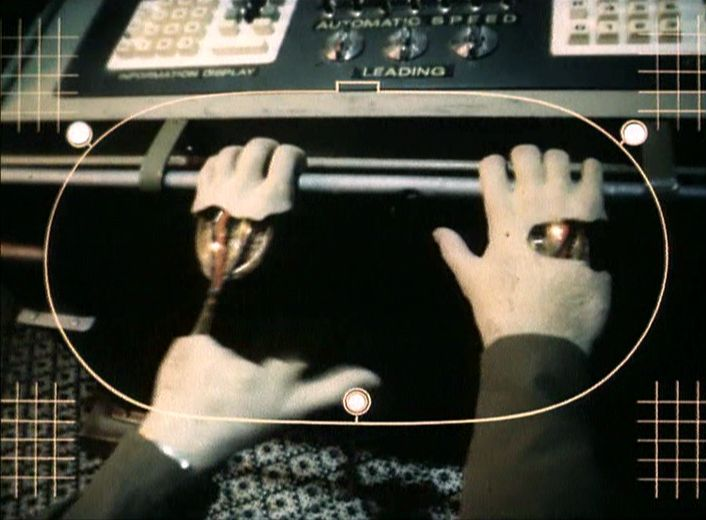 AUTOMATIC SPEED
INFORMATION DISPLAY
LEADING